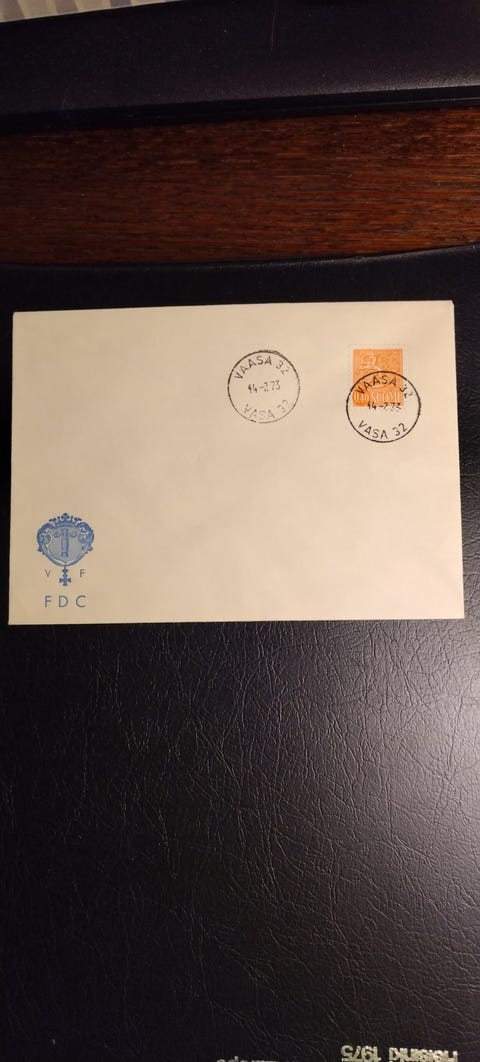 VAASA 32
14-2.73
VASA 32
VAASA 32
14-2.73
VASA 32
V F
FDC
Helsinki 1975